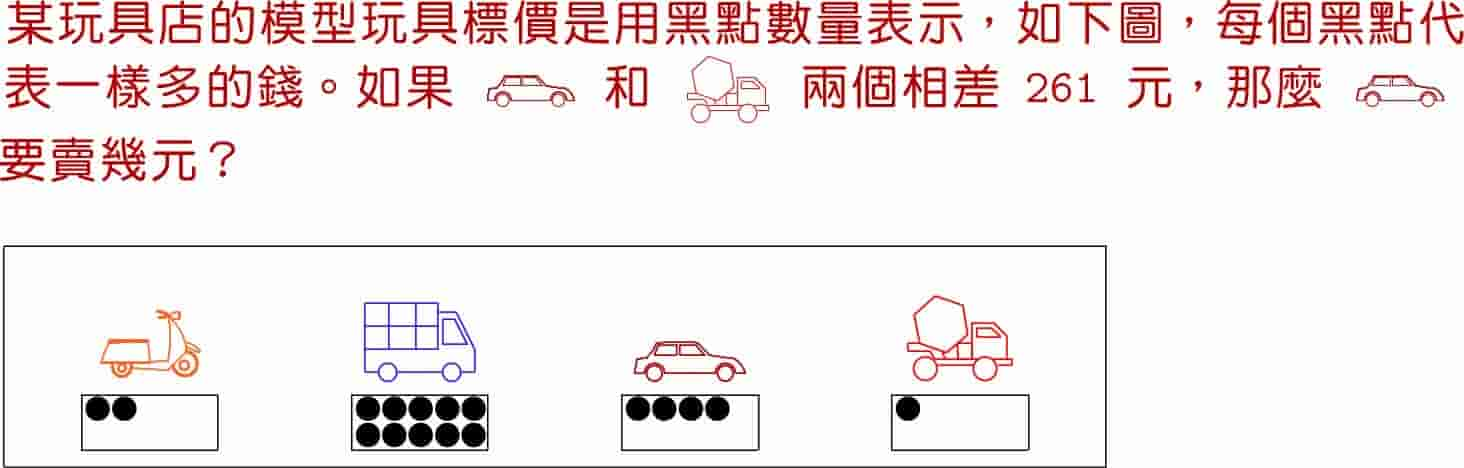 某玩具店的模型玩具標價是用黑點數量表示，如下圖，每個黑點代
表一樣多的錢。如果 和 兩個相差 261 元，那麼
要賣幾元？